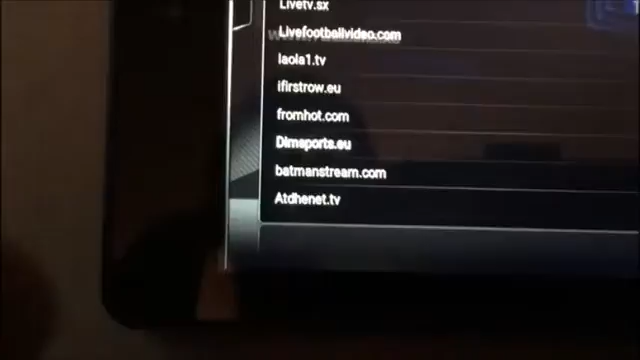 Livetv.sx
Livefootballvideo.com
laola1.tv
ifirstrow.eu
fromhot.com
Dimsports.eu
batmanstream.com
Atdhenet.tv